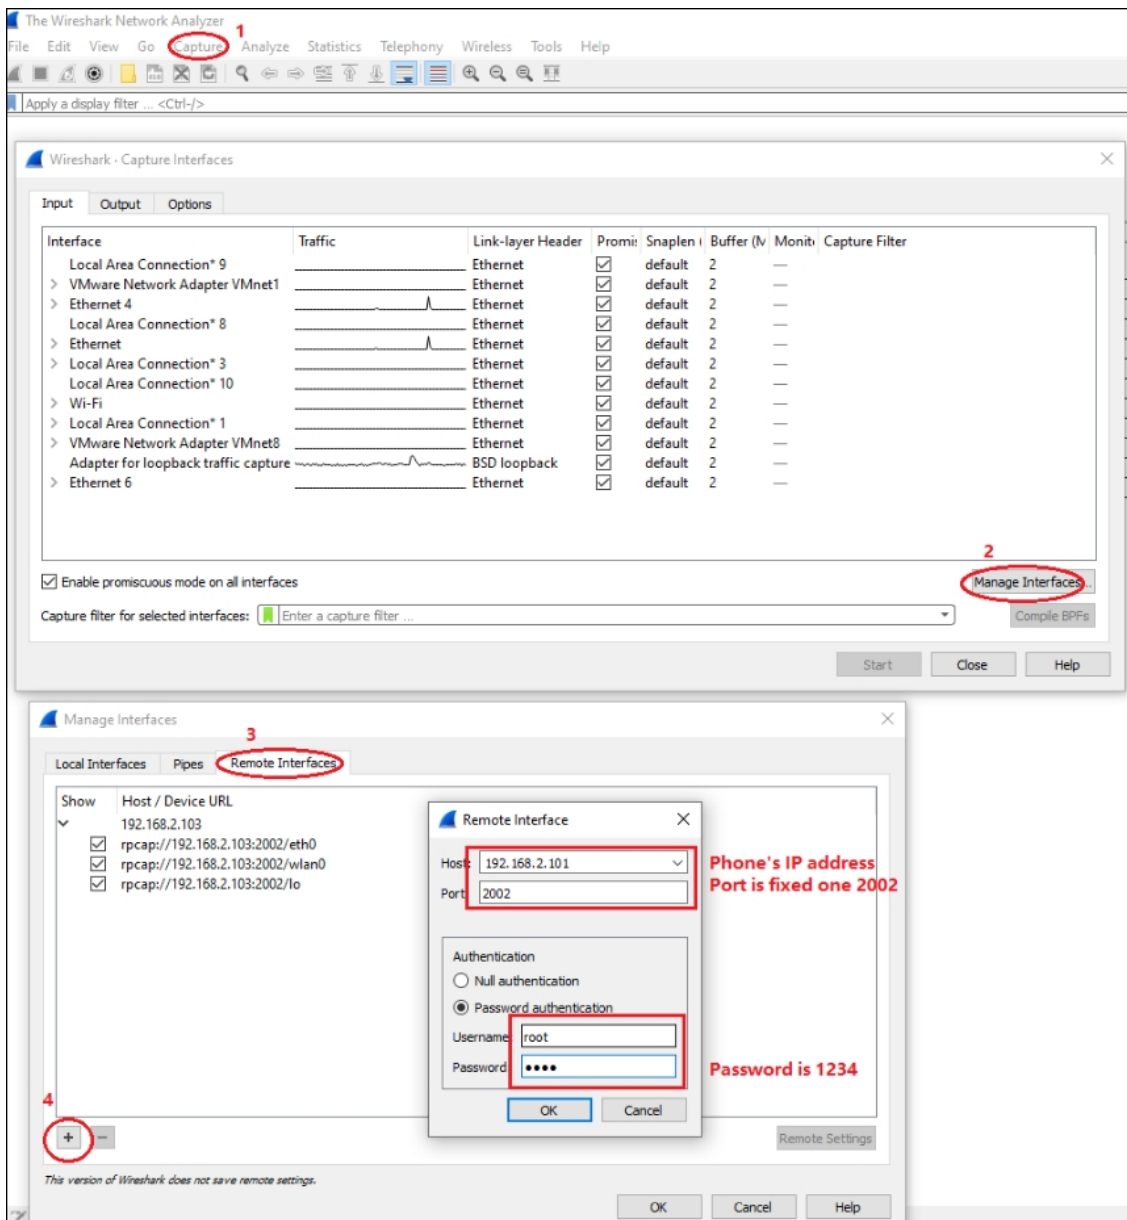 The Wireshark Network Analyzer
1
File Edit View Go Capture Analyze Statistics Telephony Wireless Tools Help
Apply a display filter ... <Ctrl-/>
Wireshark · Capture Interfaces
Input Output Options
Interface Traffic Link-layer Header Promi: Snaplen ( Buffer (M Monit Capture Filter
Local Area Connection* 9 Ethernet default 2 —
VMware Network Adapter VMnet1 Ethernet default 2 —
Ethernet 4 Ethernet default 2 —
Local Area Connection* 8 Ethernet default 2 —
Ethernet Ethernet default 2 —
Local Area Connection* 3 Ethernet default 2 —
Local Area Connection* 10 Ethernet default 2 —
Wi-Fi Ethernet default 2 —
Local Area Connection* 1 Ethernet default 2 —
VMware Network Adapter VMnet8 Ethernet default 2 —
Adapter for loopback traffic capture BSD loopback default 2 —
Ethernet 6 Ethernet default 2 —
2
Enable promiscuous mode on all interfaces Manage Interfaces...
Capture filter for selected interfaces: Enter a capture filter ... Compile BPFs
Start Close Help
Manage Interfaces
3
Local Interfaces Pipes Remote Interfaces
Show Host / Device URL
192.168.2.103
rpcap://192.168.2.103:2002/eth0
rpcap://192.168.2.103:2002/wlan0
rpcap://192.168.2.103:2002/lo
Remote Interface
Host: 192.168.2.101
Port: 2002
Phone's IP address
Port is fixed one 2002
Authentication
Null authentication
Password authentication
Username: root
Password: ●●●●
Password is 1234
OK Cancel
4
+ − Remote Settings
This version of Wireshark does not save remote settings.
OK Cancel Help